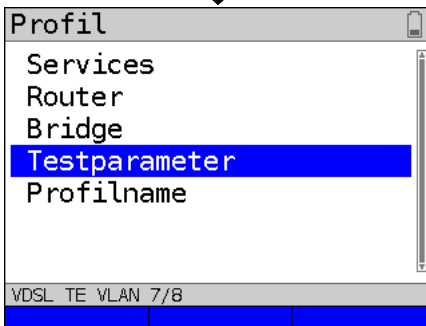 Profil
Services
Router
Bridge
Testparameter
Profilname
VDSL TE VLAN 7/8